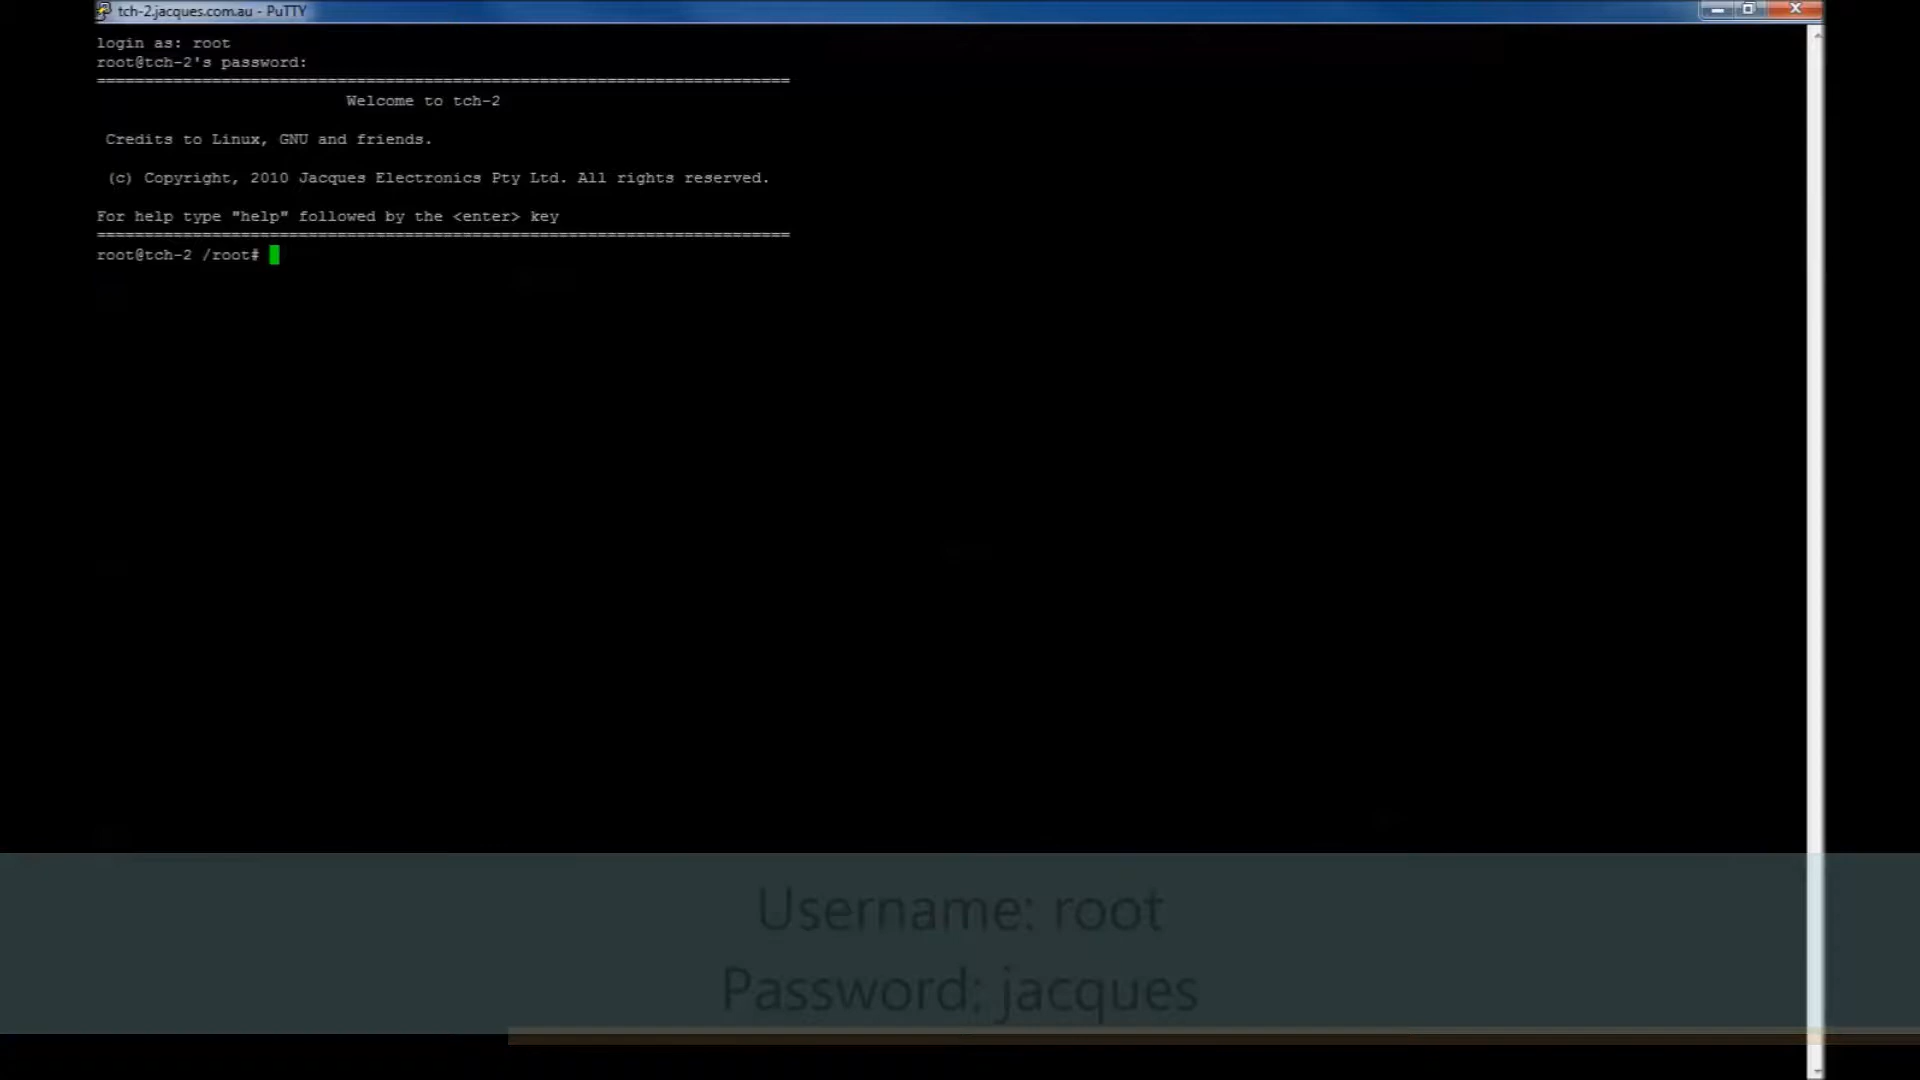 tch-2.jacques.com.au - PuTTY
login as: root
root@tch-2's password:
================================================================================
Welcome to tch-2
Credits to Linux, GNU and friends.
(c) Copyright, 2010 Jacques Electronics Pty Ltd. All rights reserved.
For help type "help" followed by the <enter> key
================================================================================
root@tch-2 /root#
Username: root
Password: jacques